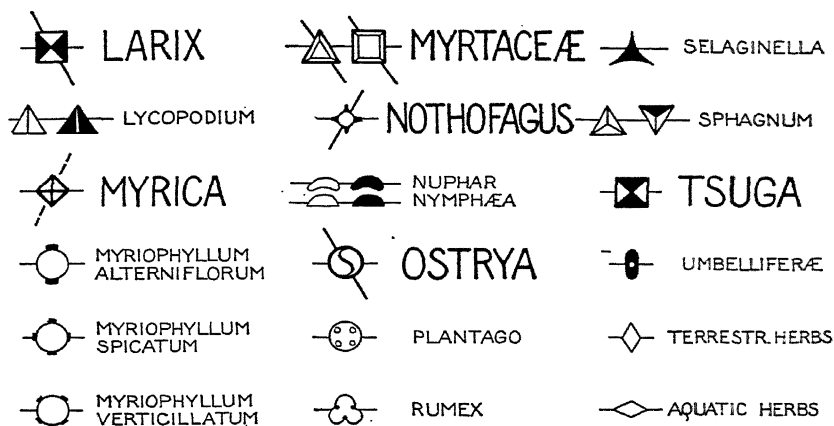 LARIX
MYRTACEÆ
SELAGINELLA
LYCOPODIUM
NOTHOFAGUS
SPHAGNUM
MYRICA
NUPHAR
NYMPHÆA
TSUGA
MYRIOPHYLLUM
ALTERNIFLORUM
OSTRYA
UMBELLIFERÆ
MYRIOPHYLLUM
SPICATUM
PLANTAGO
TERRESTR. HERBS
MYRIOPHYLLUM
VERTICILLATUM
RUMEX
AQUATIC HERBS